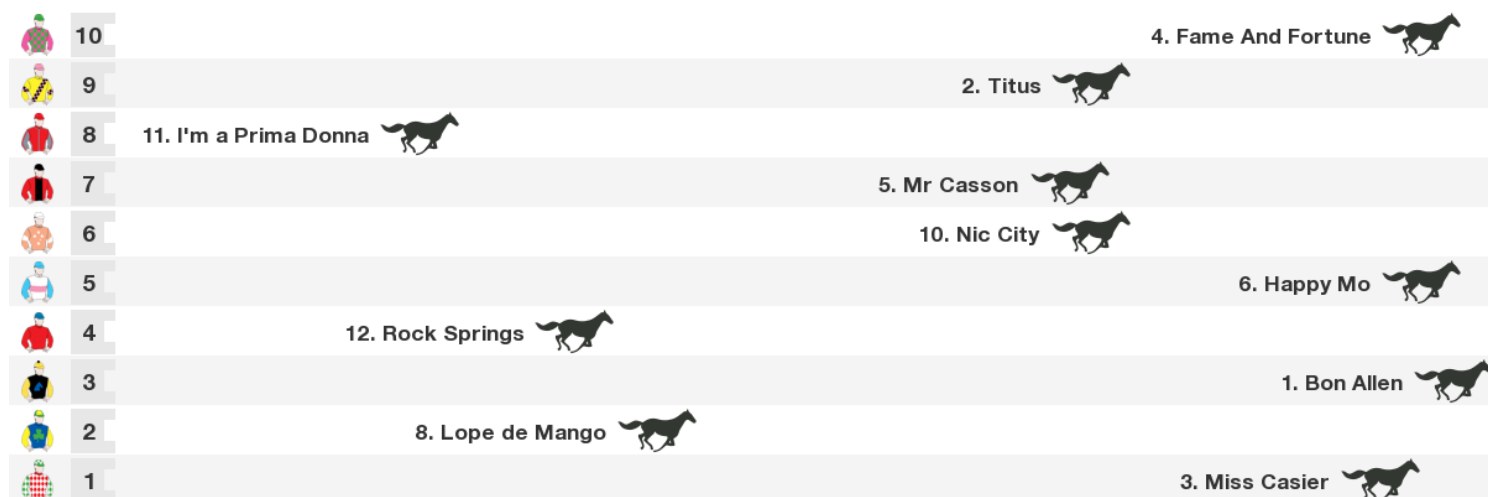 10 4. Fame And Fortune
9 2. Titus
8 11. I'm a Prima Donna
7 5. Mr Casson
6 10. Nic City
5 6. Happy Mo
4 12. Rock Springs
3 1. Bon Allen
2 8. Lope de Mango
1 3. Miss Casier